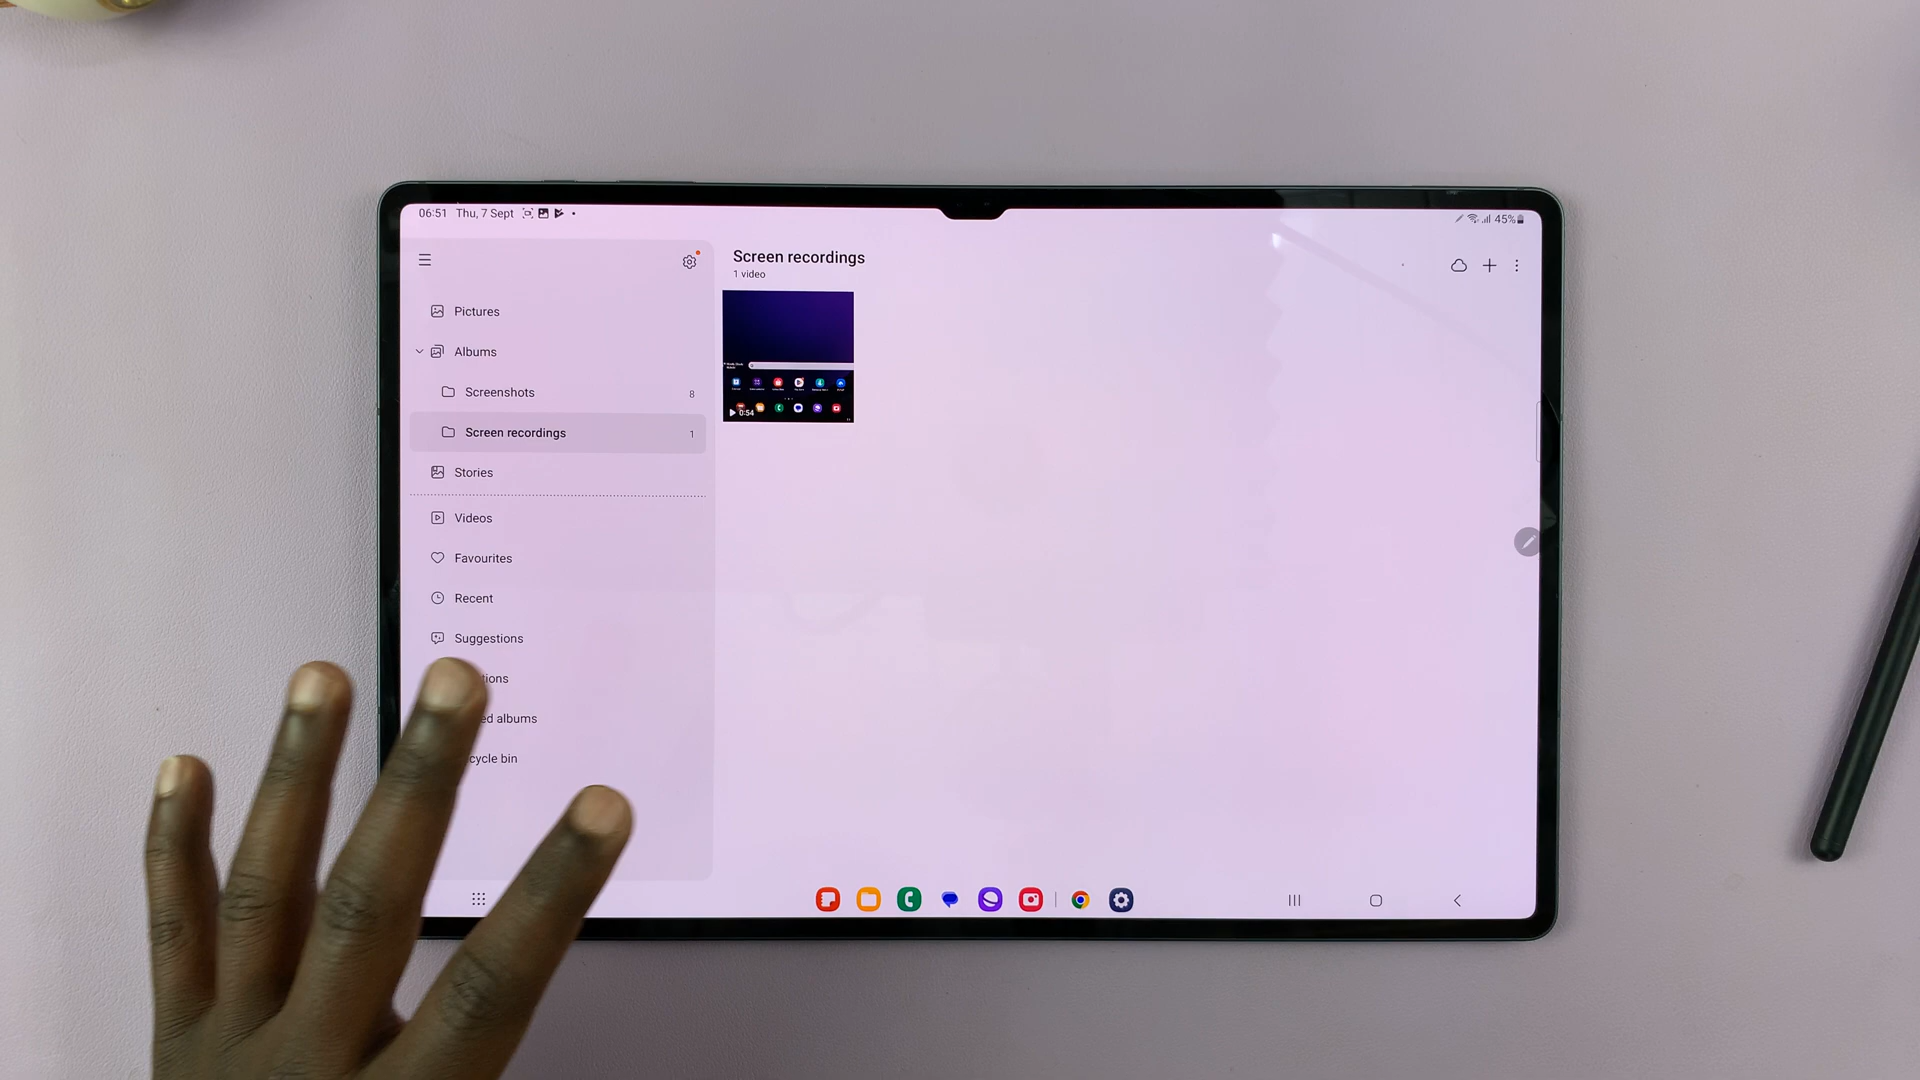 06:51 Thu, 7 Sept
45%
Screen recordings
1 video
Pictures
Albums
Screenshots 8
Screen recordings 1
Stories
Videos
Favourites
Recent
Suggestions
tions
ed albums
cycle bin
0:54